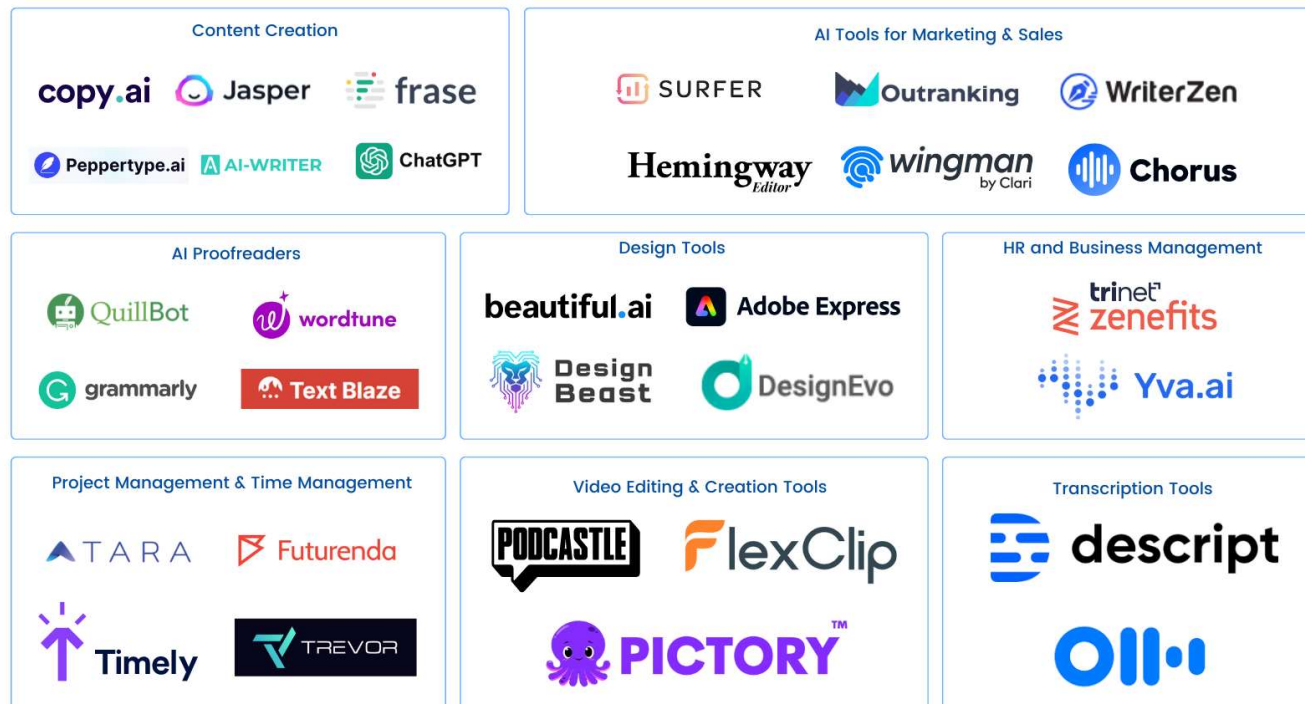 Content Creation
copy.ai Jasper frase
Peppertype.ai AI-WRITER ChatGPT
AI Tools for Marketing & Sales
SURFER Outranking WriterZen
Hemingway Editor wingman by Clari Chorus
AI Proofreaders
QuillBot wordtune
grammarly Text Blaze
Design Tools
beautiful.ai Adobe Express
Design Beast DesignEvo
HR and Business Management
trinet zenefits
Yva.ai
Project Management & Time Management
ATARA Futurenda
Timely TREVOR
Video Editing & Creation Tools
PODCASTLE FlexClip
PICTORY™
Transcription Tools
descript